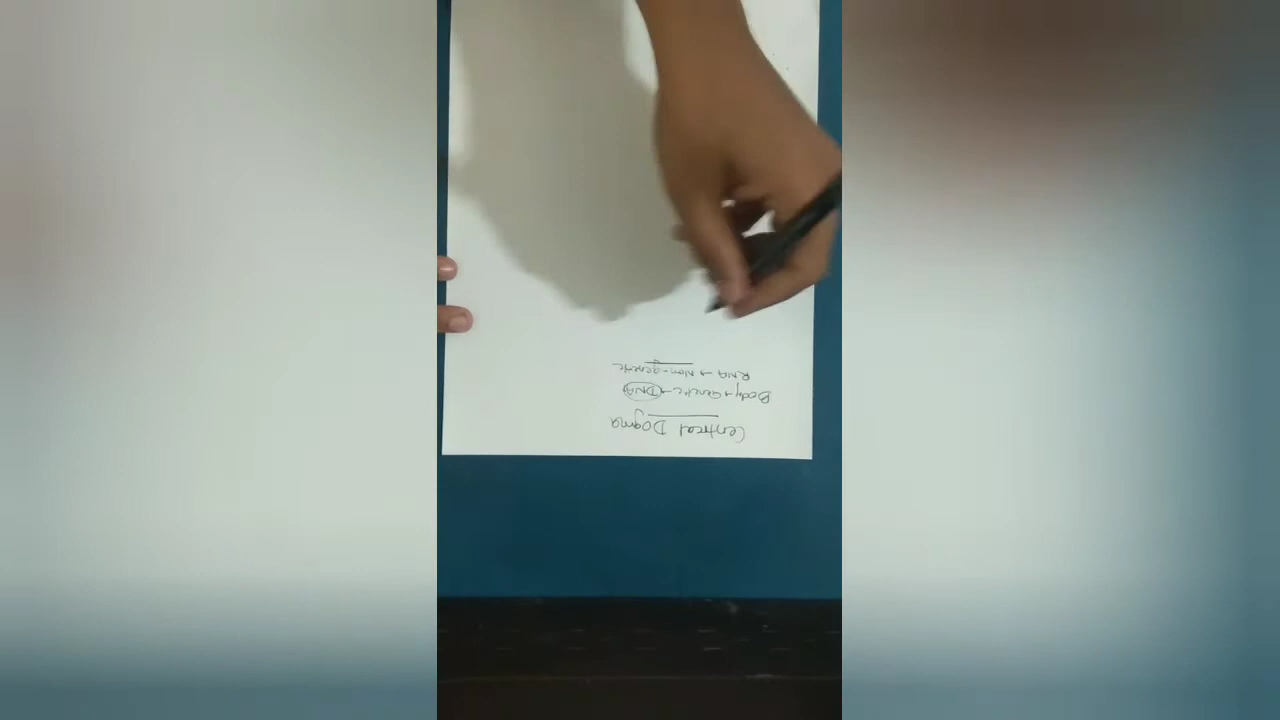 Central Dogma
Body → Genetic → DNA
RNA → Non-genetic